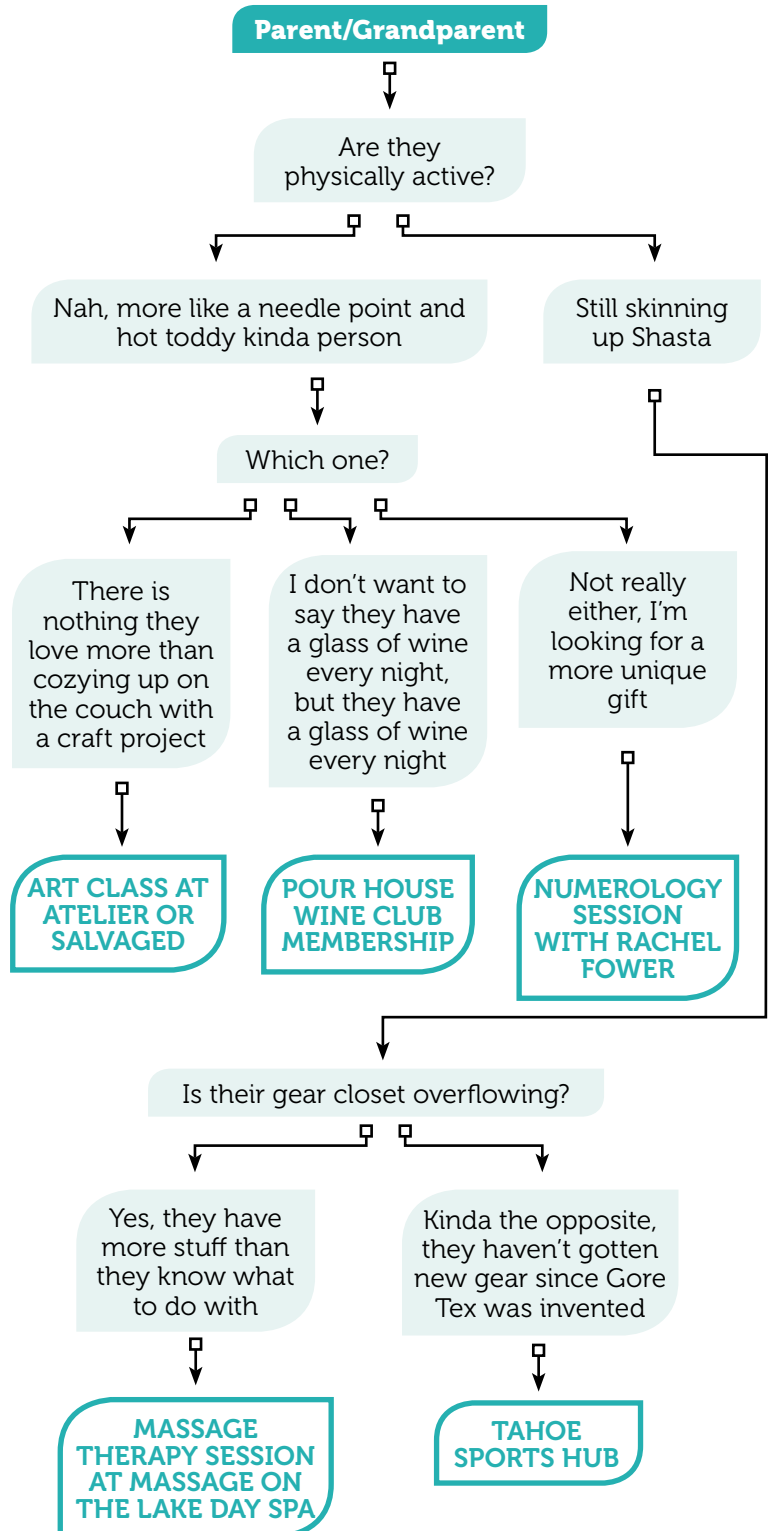 Parent/Grandparent
Are they
physically active?
Nah, more like a needle point and
hot toddy kinda person
Still skinning
up Shasta
Which one?
There is
nothing they
love more than
cozying up on
the couch with
a craft project
I don't want to
say they have
a glass of wine
every night,
but they have
a glass of wine
every night
Not really
either, I'm
looking for a
more unique
gift
ART CLASS AT
ATELIER OR
SALVAGED
POUR HOUSE
WINE CLUB
MEMBERSHIP
NUMEROLOGY
SESSION
WITH RACHEL
FOWER
Is their gear closet overflowing?
Yes, they have
more stuff than
they know what
to do with
Kinda the opposite,
they haven't gotten
new gear since Gore
Tex was invented
MASSAGE
THERAPY SESSION
AT MASSAGE ON
THE LAKE DAY SPA
TAHOE
SPORTS HUB